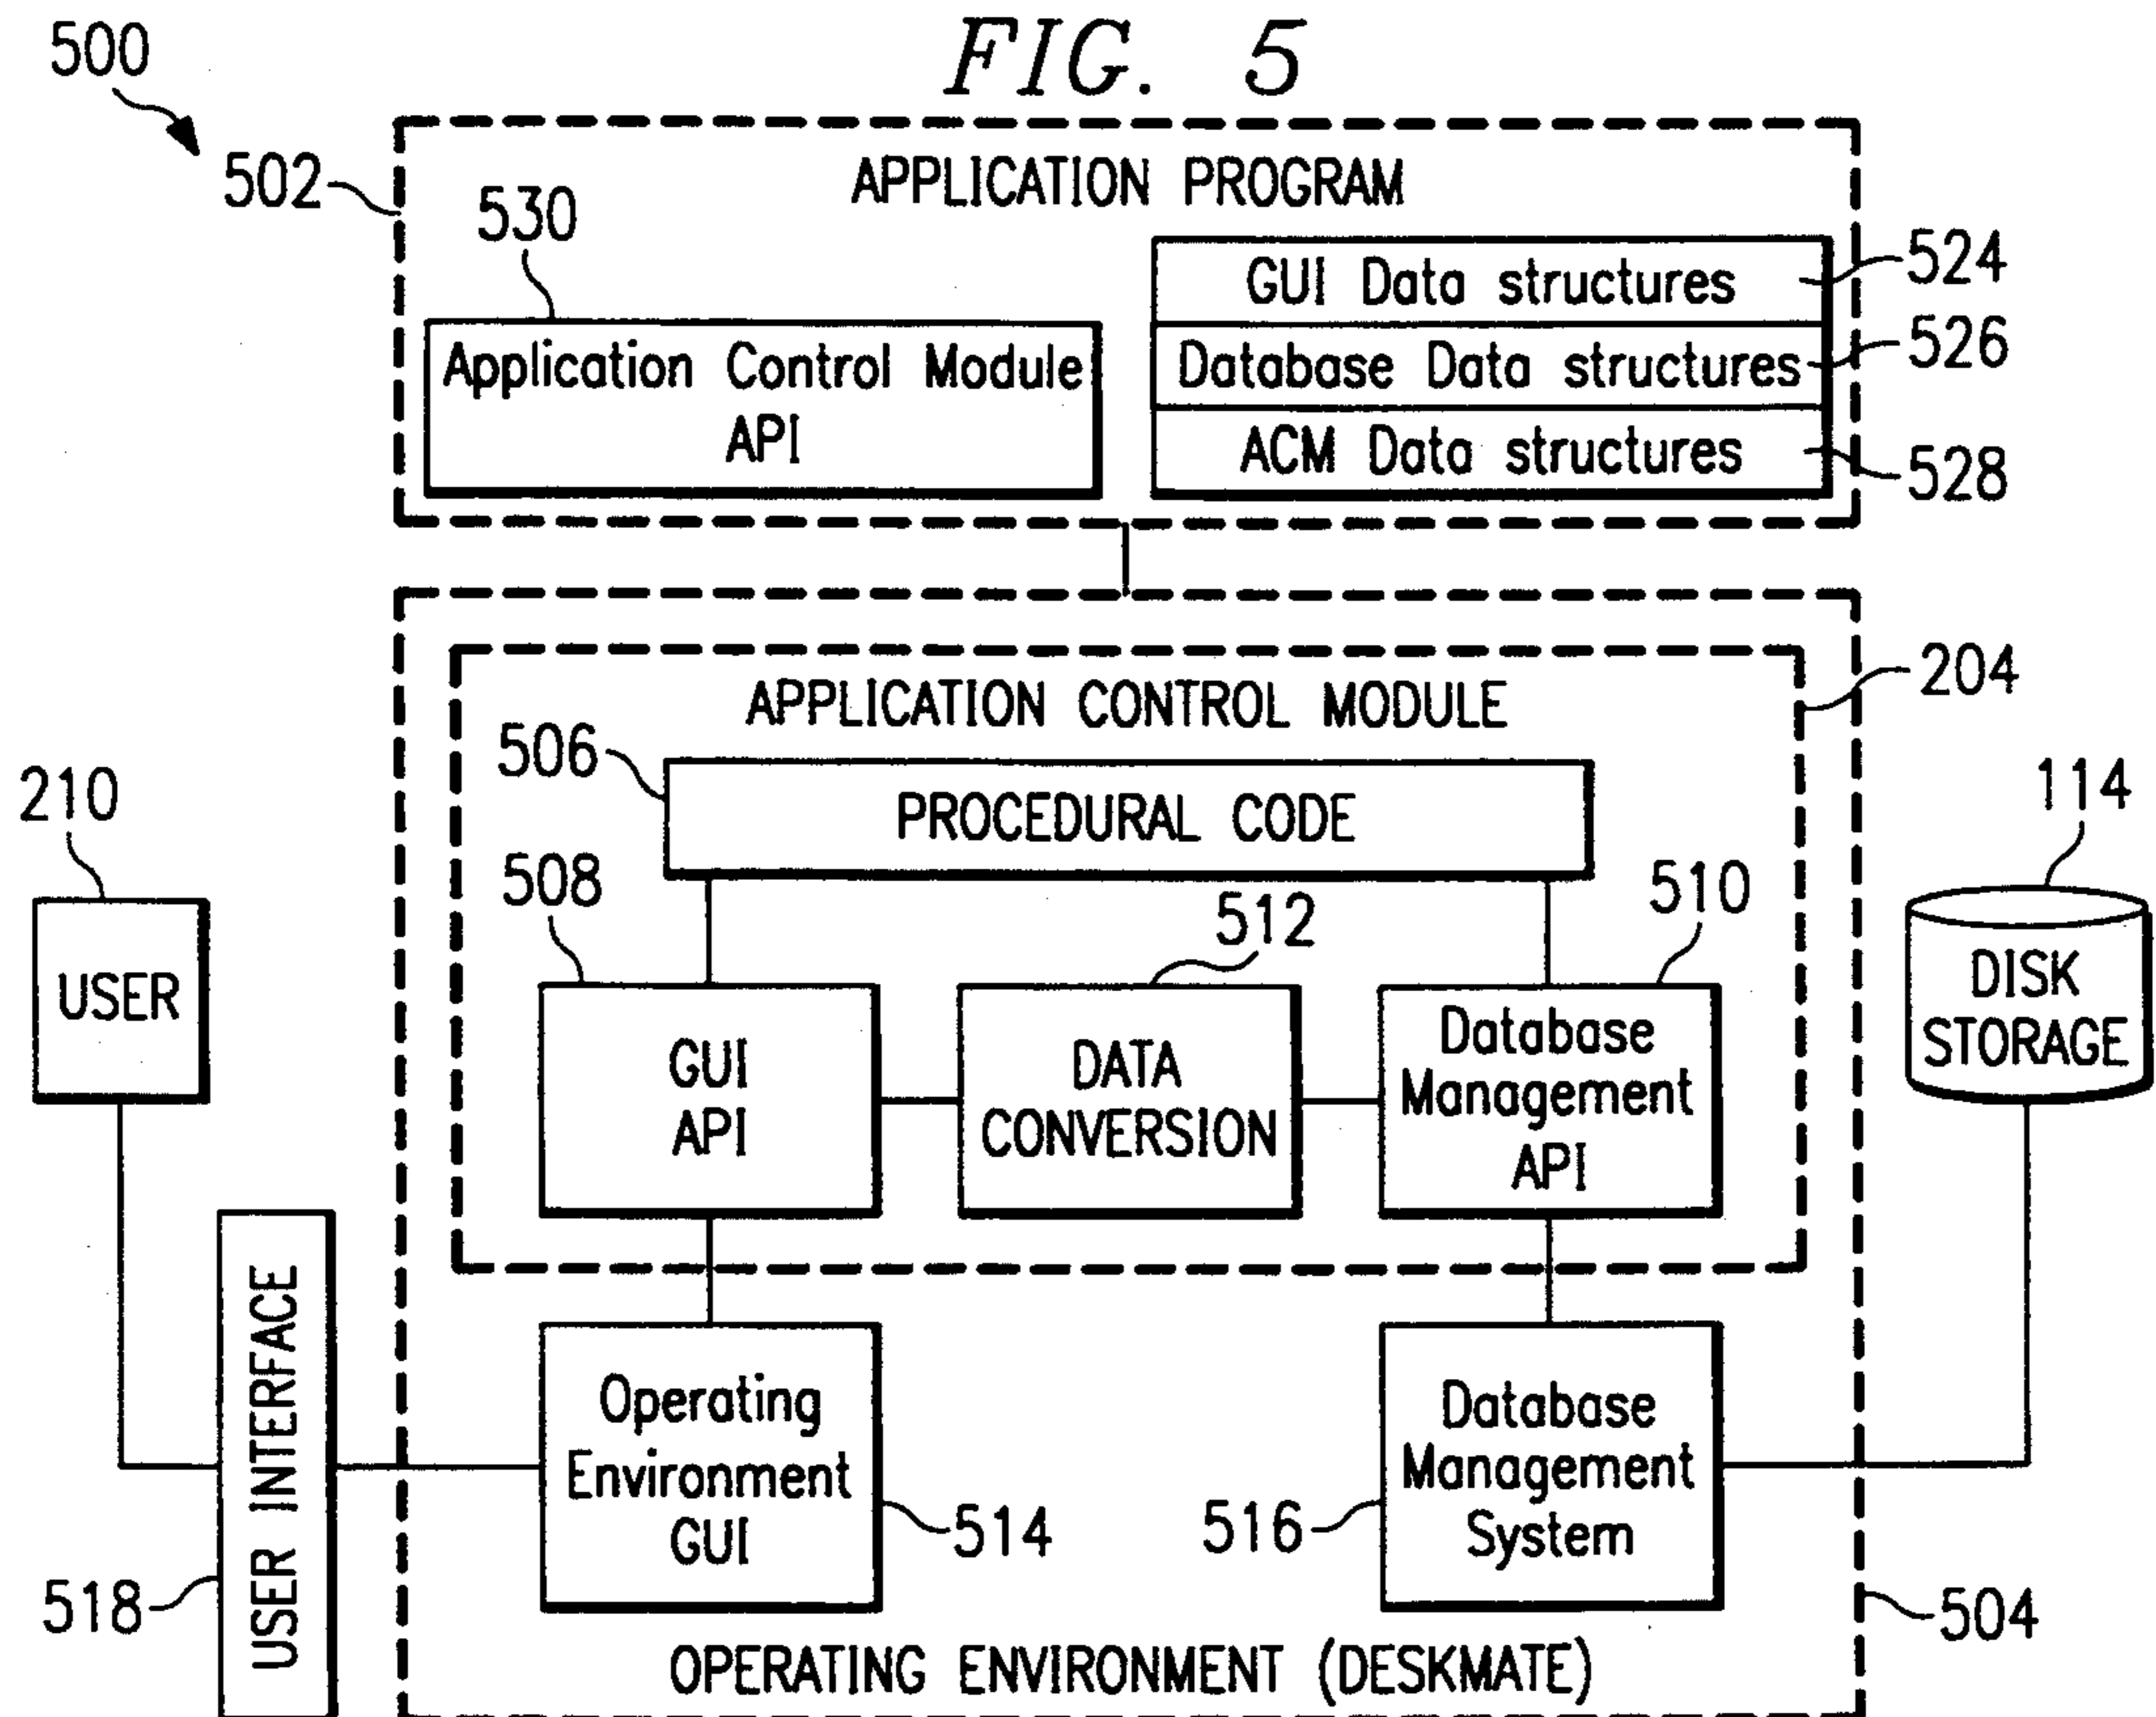 FIG. 5
500
502
APPLICATION PROGRAM
530
Application Control Module
API
GUI Data structures
524
Database Data structures
526
ACM Data structures
528
204
APPLICATION CONTROL MODULE
506
PROCEDURAL CODE
210
USER
508
GUI
API
512
DATA
CONVERSION
510
Database
Management
API
114
DISK
STORAGE
USER INTERFACE
518
Operating
Environment
GUI
514
516
Database
Management
System
504
OPERATING ENVIRONMENT (DESKMATE)